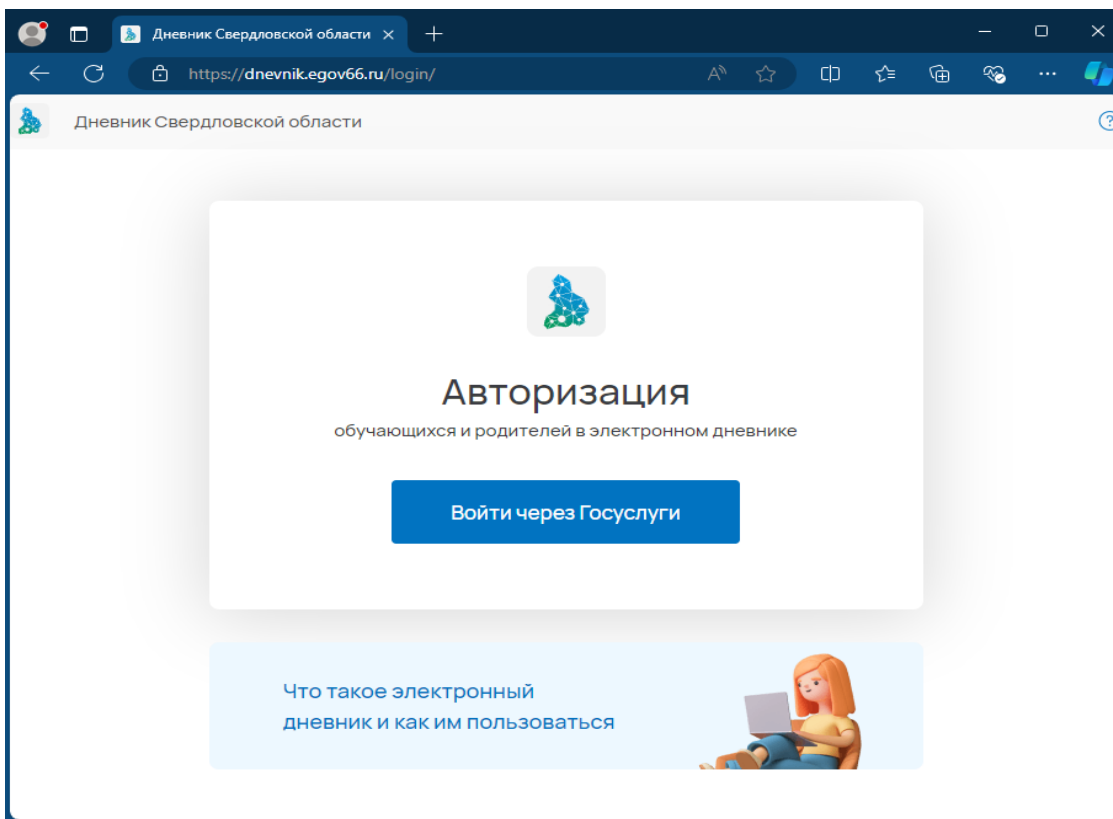 Дневник Свердловской области
https://dnevnik.egov66.ru/login/
Дневник Свердловской области
Авторизация
обучающихся и родителей в электронном дневнике
Войти через Госуслуги
Что такое электронный
дневник и как им пользоваться